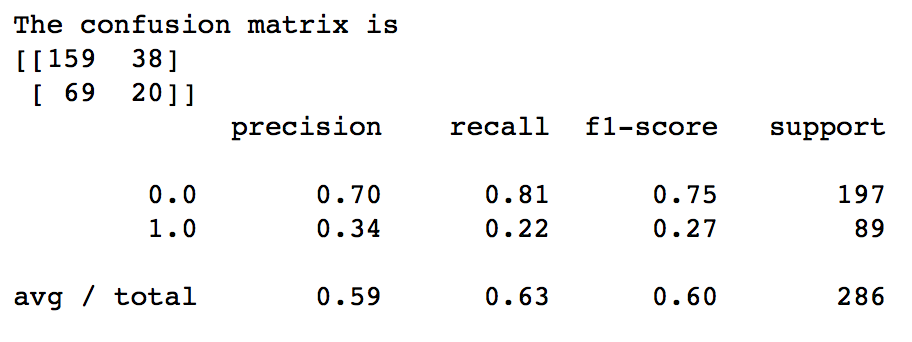 The confusion matrix is
[[159  38]
 [ 69  20]]
             precision    recall  f1-score   support

        0.0       0.70      0.81      0.75       197
        1.0       0.34      0.22      0.27        89

avg / total       0.59      0.63      0.60       286